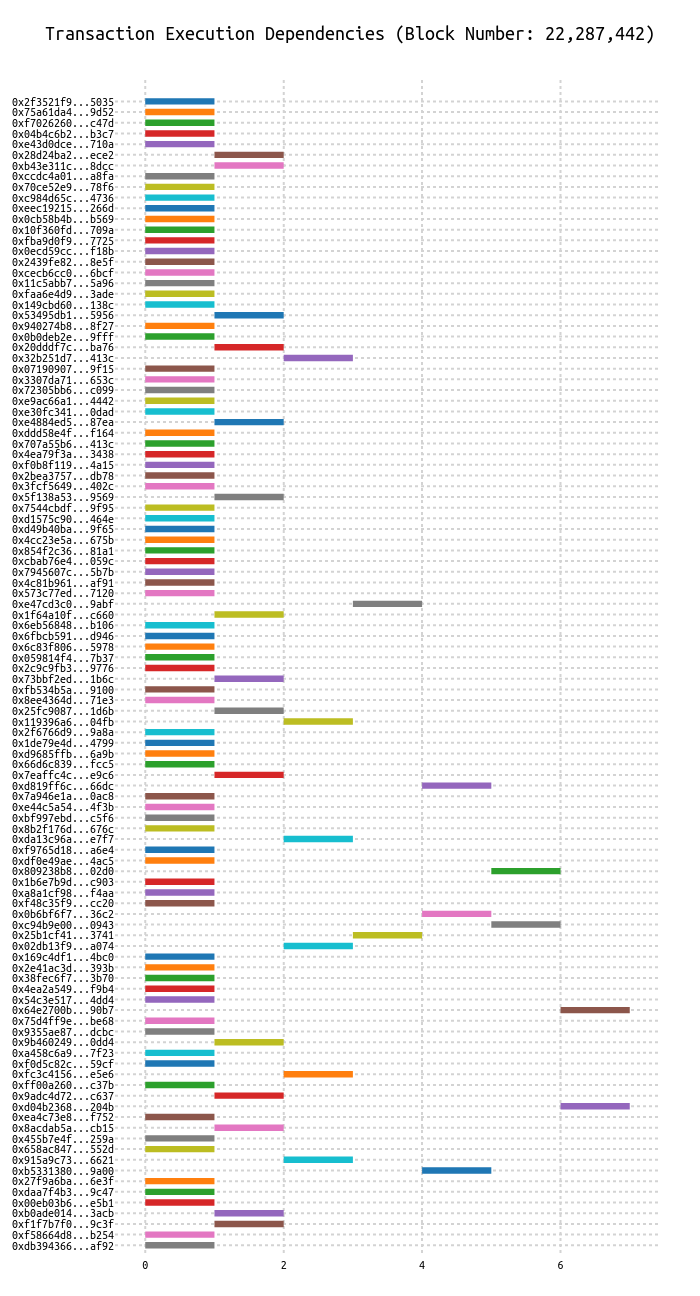 Transaction Execution Dependencies (Block Number: 22,287,442)
0x2f3521f9...5035
0x75a61da4...9d52
0xf7026260...c47d
0x04b4c6b2...b3c7
0xe43d0dce...710a
0x28d24ba2...ece2
0xb43e311c...8dcc
0xccdc4a01...a8fa
0x70ce52e9...78f6
0xc984d65c...4736
0xeec19215...266d
0x0cb58b4b...b569
0x10f360fd...709a
0xfba9d0f9...7725
0x0ecd59cc...f18b
0x2439fe82...8e5f
0xcecb6cc0...6bcf
0x11c5abb7...5a96
0xfaa6e4d9...3ade
0x149cbd60...138c
0x53495db1...5956
0x940274b8...8f27
0x0b0deb2e...9fff
0x20dddf7c...ba76
0x32b251d7...413c
0x07190907...9f15
0x3307da71...653c
0x72305bb6...c099
0xe9ac66a1...4442
0xe30fc341...0dad
0xe4884ed5...87ea
0xddd58e4f...f164
0x707a55b6...413c
0x4ea79f3a...3438
0xf0b8f119...4a15
0x2bea3757...db78
0x3fcf5649...402c
0x5f138a53...9569
0x7544cbdf...9f95
0xd1575c90...464e
0xd49b40ba...9f65
0x4cc23e5a...675b
0x854f2c36...81a1
0xcbab76e4...059c
0x7945607c...5b7b
0x4c81b961...af91
0x573c77ed...7120
0xe47cd3c0...9abf
0x1f64a10f...c660
0x6eb56848...b106
0x6fbcb591...d946
0x6c83f806...5978
0x059814f4...7b37
0x2c9c9fb3...9776
0x73bbf2ed...1b6c
0xfb534b5a...9100
0x8ee4364d...71e3
0x25fc9087...1d6b
0x119396a6...04fb
0x2f6766d9...9a8a
0x1de79e4d...4799
0xd9685ffb...6a9b
0x66d6c839...fcc5
0x7eaffc4c...e9c6
0xd819ff6c...66dc
0x7a946e1a...0ac8
0xe44c5a54...4f3b
0xbf997ebd...c5f6
0x8b2f176d...676c
0xda13c96a...e7f7
0xf9765d18...a6e4
0xdf0e49ae...4ac5
0x809238b8...02d0
0x1b6e7b9d...c903
0xa8a1cf98...f4aa
0xf48c35f9...cc20
0x0b6bf6f7...36c2
0xc94b9e00...0943
0x25b1cf41...3741
0x02db13f9...a074
0x169c4df1...4bc0
0x2e41ac3d...393b
0x38fec6f7...3b70
0x4ea2a549...f9b4
0x54c3e517...4dd4
0x64e2700b...90b7
0x75d4ff9e...be68
0x9355ae87...dcbc
0x9b460249...0dd4
0xa458c6a9...7f23
0xf0d5c82c...59cf
0xfc3c4156...e5e6
0xff00a260...c37b
0x9adc4d72...c637
0xd04b2368...204b
0xea4c73e8...f752
0x8acdab5a...cb15
0x455b7e4f...259a
0x658ac847...552d
0x915a9c73...6621
0xb5331380...9a00
0x27f9a6ba...6e3f
0xdaa7f4b3...9c47
0x00eb03b6...e5b1
0xb0ade014...3acb
0xf1f7b7f0...9c3f
0xf58664d8...b254
0xdb394366...af92
0 2 4 6